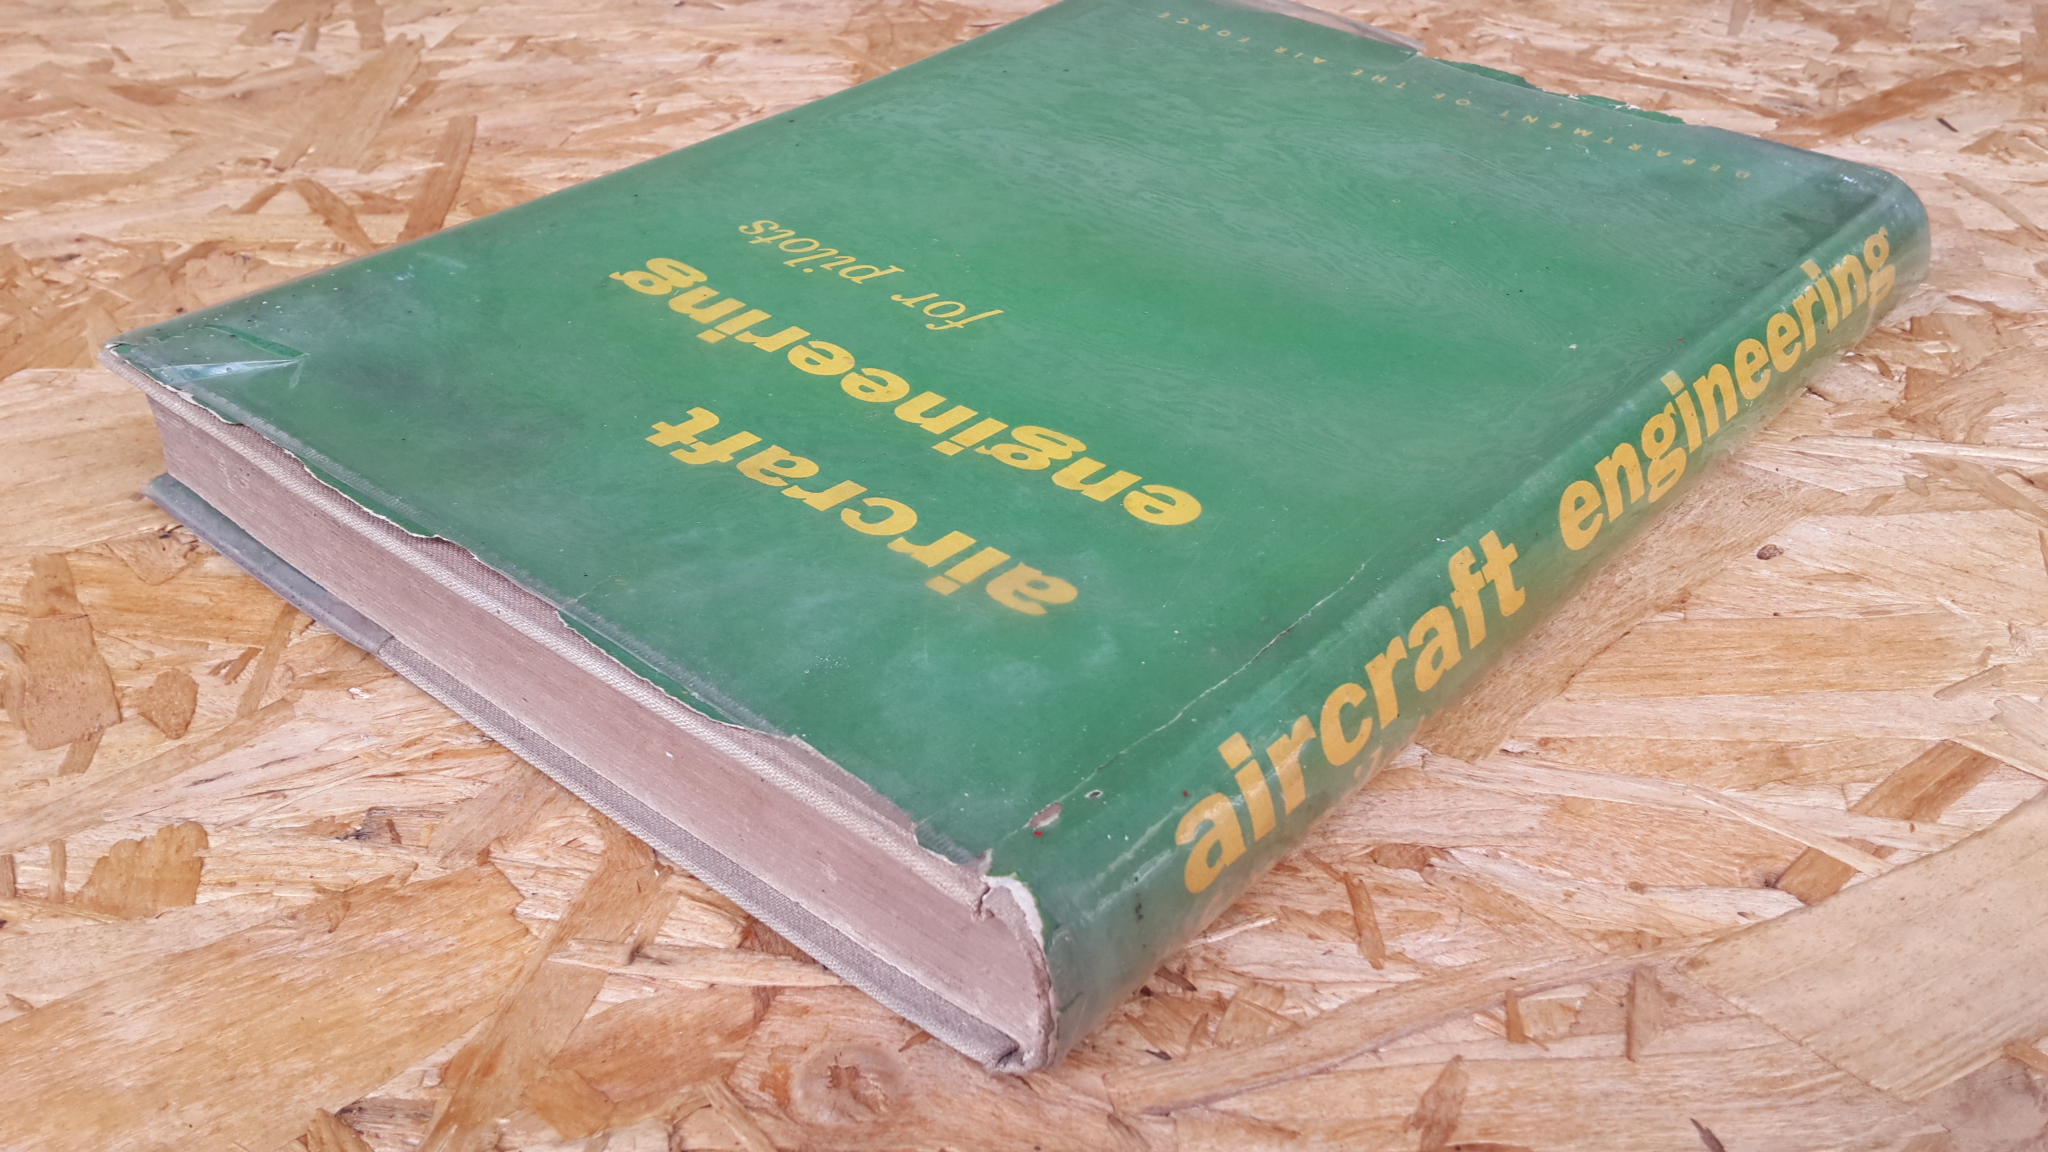 aircraft
engineering
for pilots
DEPARTMENT OF THE AIR FORCE
aircraft engineering